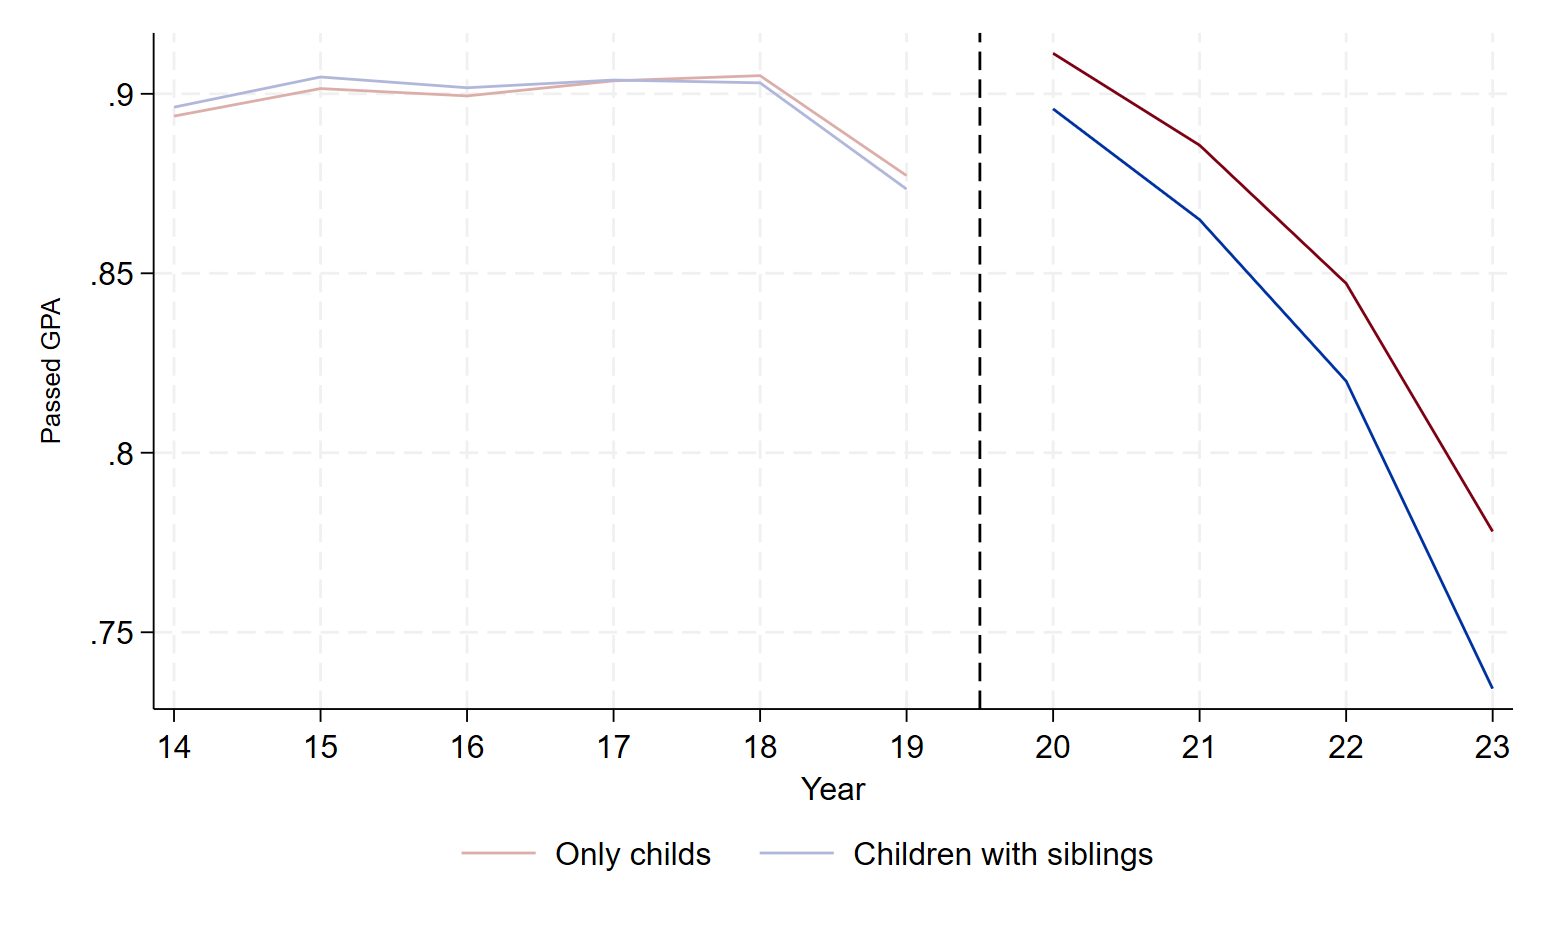 .9
.85
.8
.75
Passed GPA
14 15 16 17 18 19 20 21 22 23
Year
Only childs Children with siblings